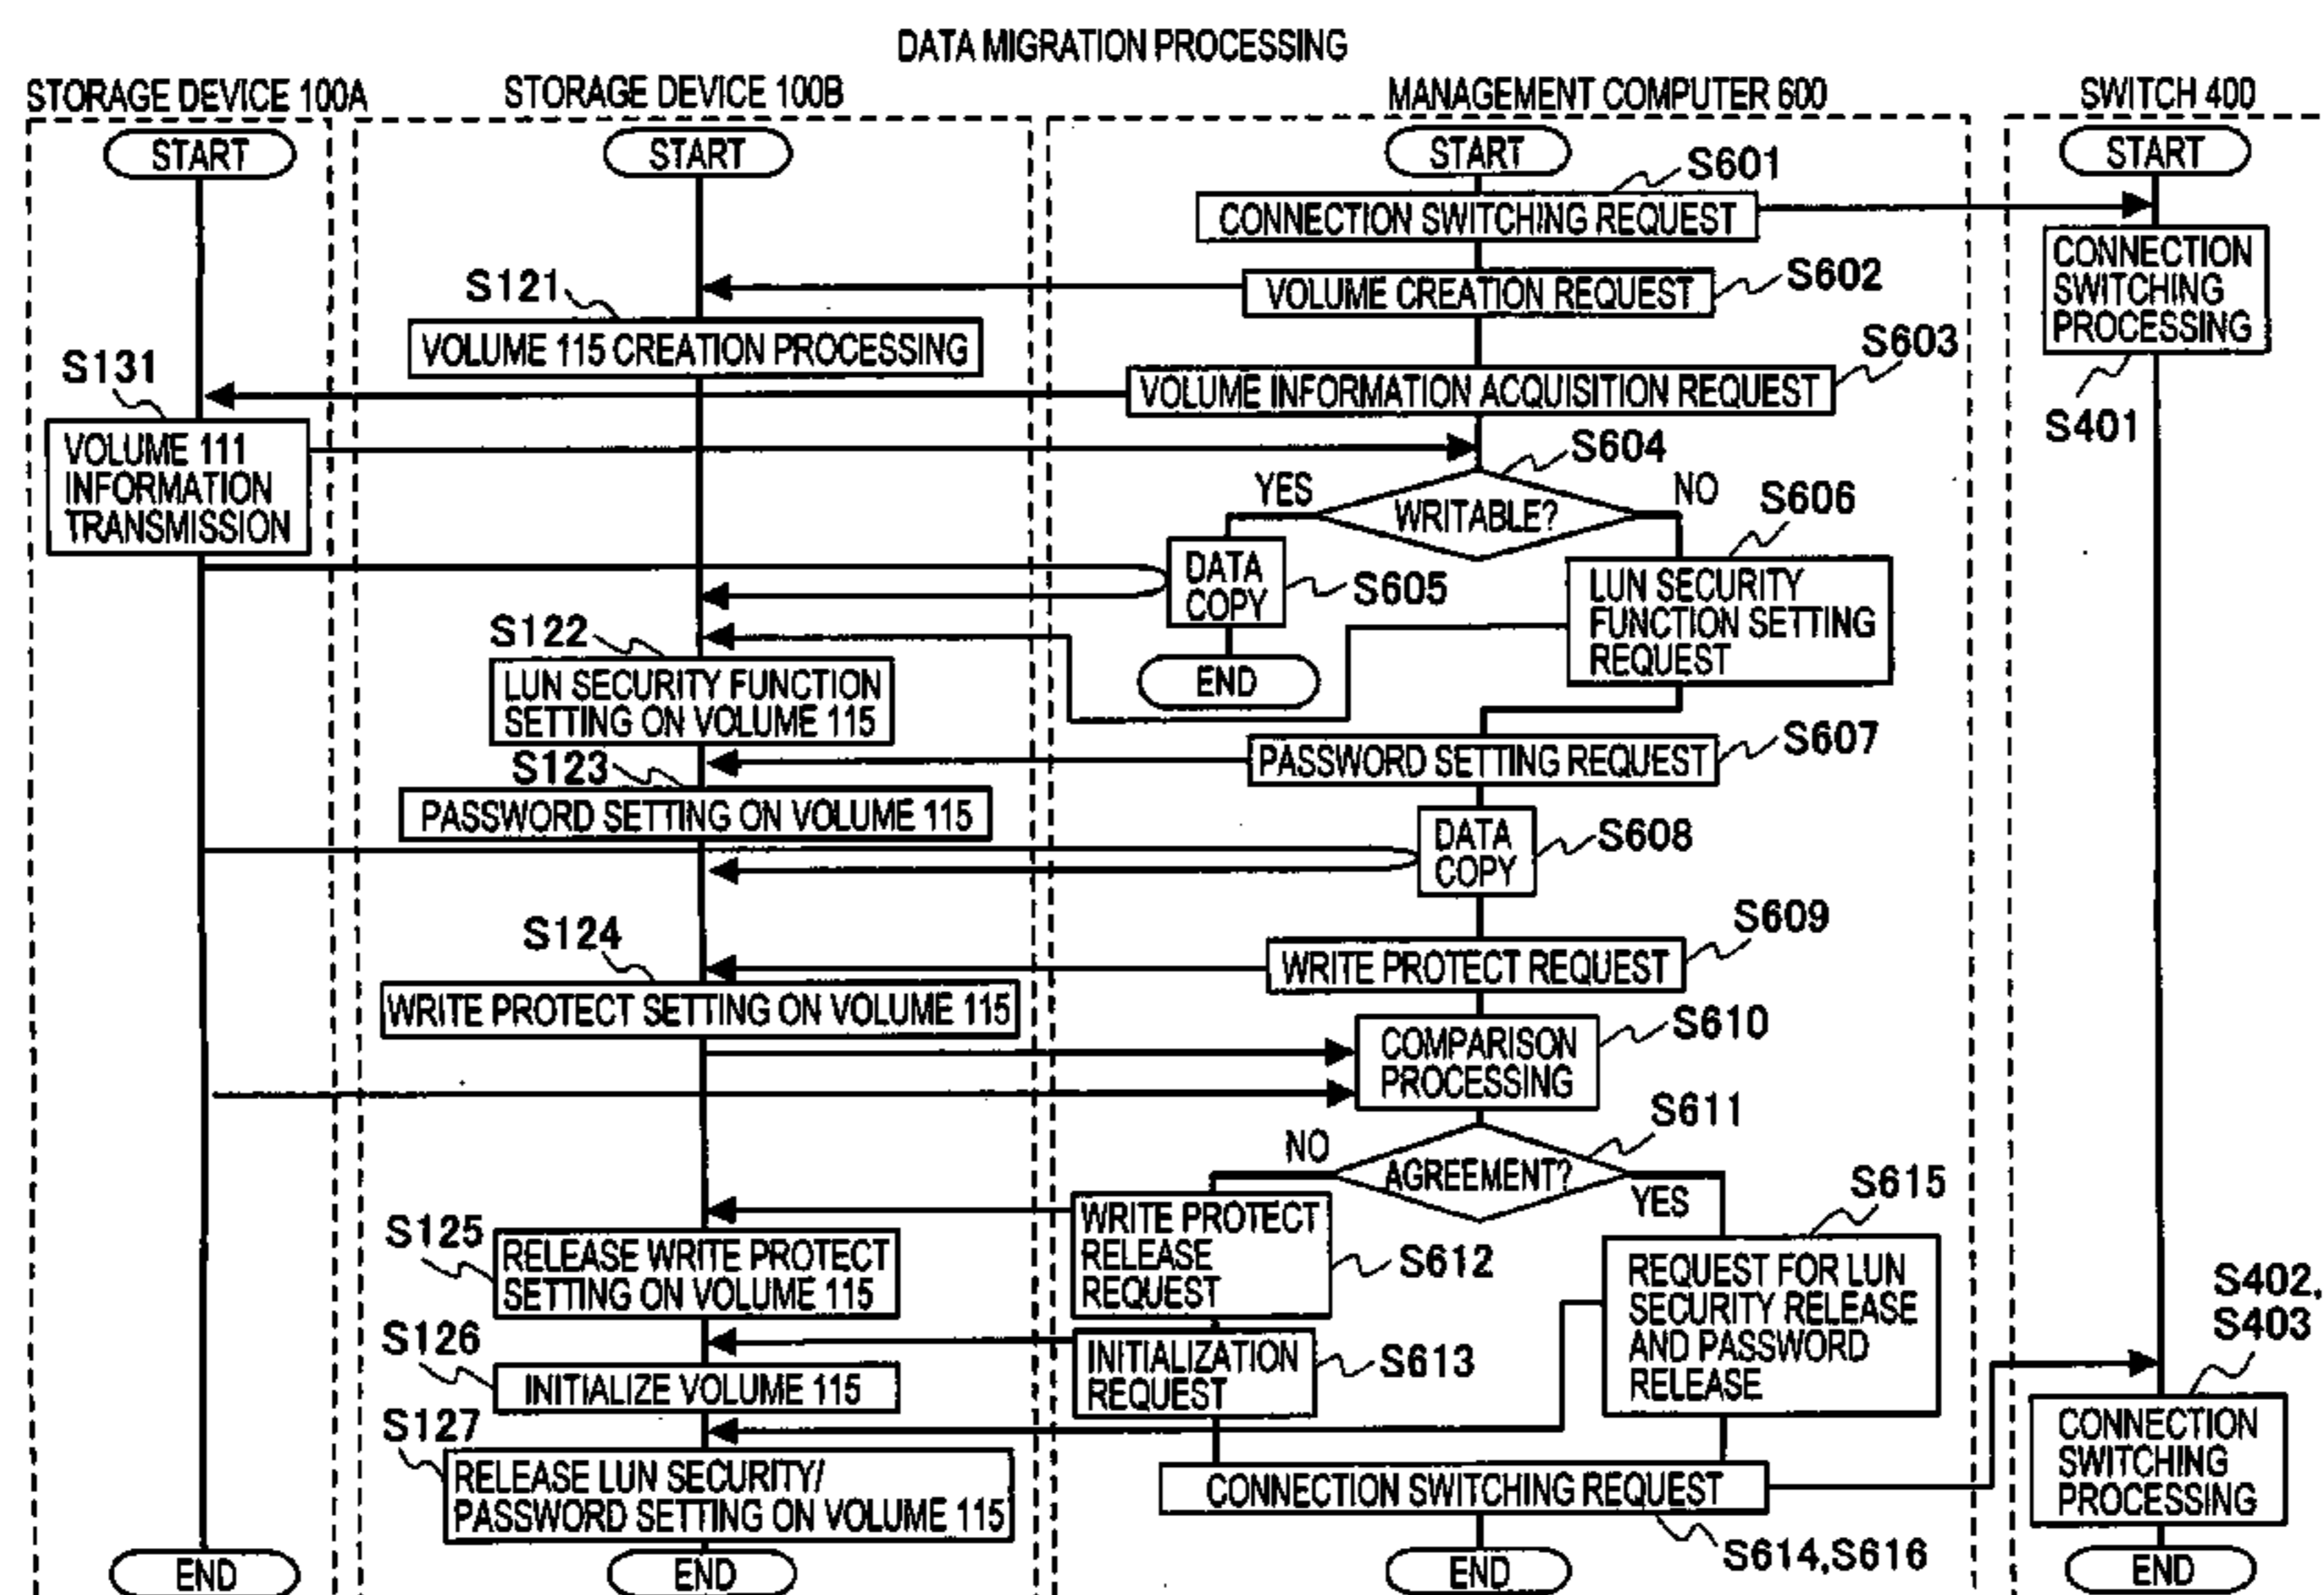 DATA MIGRATION PROCESSING
STORAGE DEVICE 100A
STORAGE DEVICE 100B
MANAGEMENT COMPUTER 600
SWITCH 400
START
START
START
START
S601
CONNECTION SWITCHING REQUEST
CONNECTION
SWITCHING
PROCESSING
S401
S602
VOLUME CREATION REQUEST
S121
VOLUME 115 CREATION PROCESSING
S603
VOLUME INFORMATION ACQUISITION REQUEST
S131
VOLUME 111
INFORMATION
TRANSMISSION
S604
YES
NO
WRITABLE?
S606
DATA
COPY
S605
END
LUN SECURITY
FUNCTION SETTING
REQUEST
S122
LUN SECURITY FUNCTION
SETTING ON VOLUME 115
S607
PASSWORD SETTING REQUEST
S123
PASSWORD SETTING ON VOLUME 115
DATA
COPY
S608
S124
S609
WRITE PROTECT REQUEST
WRITE PROTECT SETTING ON VOLUME 115
COMPARISON
PROCESSING
S610
S611
NO
AGREEMENT?
YES
S615
WRITE PROTECT
RELEASE
REQUEST
S612
S125
RELEASE WRITE PROTECT
SETTING ON VOLUME 115
REQUEST FOR LUN
SECURITY RELEASE
AND PASSWORD
RELEASE
S402,
S403
S126
INITIALIZE VOLUME 115
INITIALIZATION
REQUEST
S613
S127
RELEASE LUN SECURITY/
PASSWORD SETTING ON VOLUME 115
CONNECTION SWITCHING REQUEST
S614,S616
CONNECTION
SWITCHING
PROCESSING
END
END
END
END